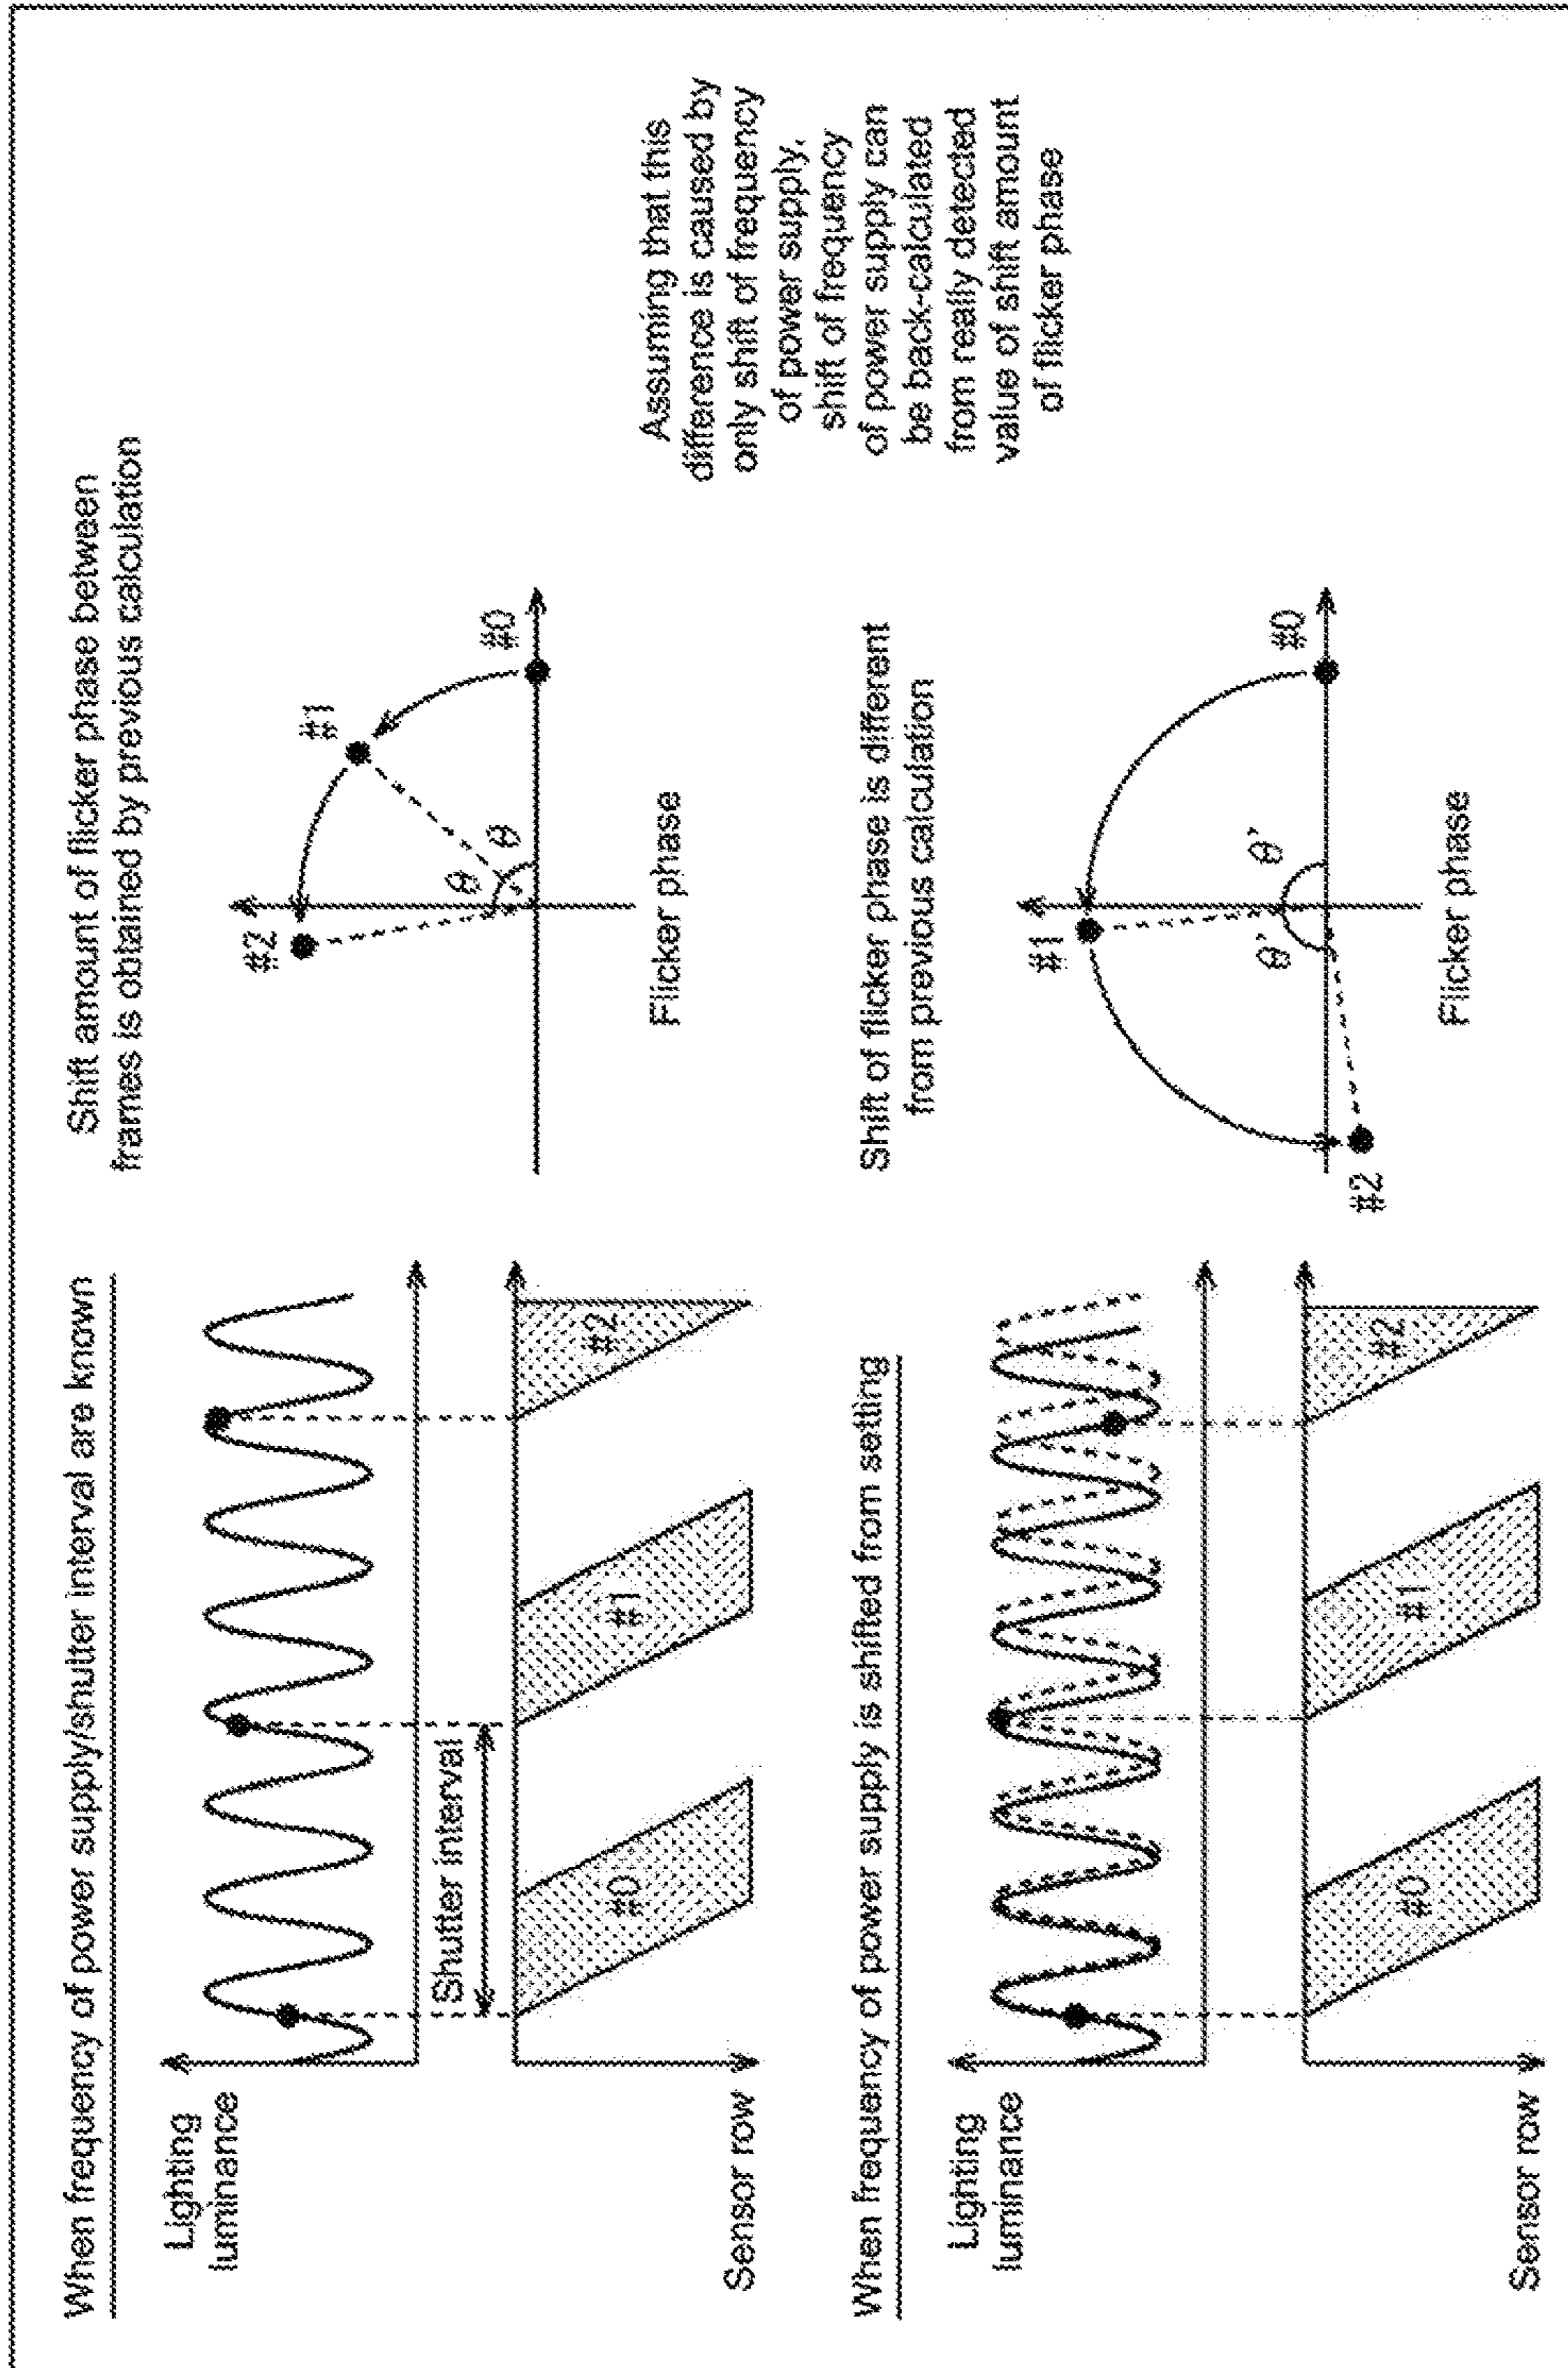 When frequency of power supply/shutter interval are known
Lighting
luminance
Shutter interval
#0
#1
#2
Sensor row
Shift amount of flicker phase between
frames is obtained by previous calculation
#2
#1
θ
θ
#0
Flicker phase
When frequency of power supply is shifted from setting
Lighting
luminance
#0
#1
#2
Sensor row
Shift of flicker phase is different
from previous calculation
#1
θ'
θ'
#0
#2
Flicker phase
Assuming that this
difference is caused by
only shift of frequency
of power supply,
shift of frequency
of power supply can
be back-calculated
from really detected
value of shift amount
of flicker phase